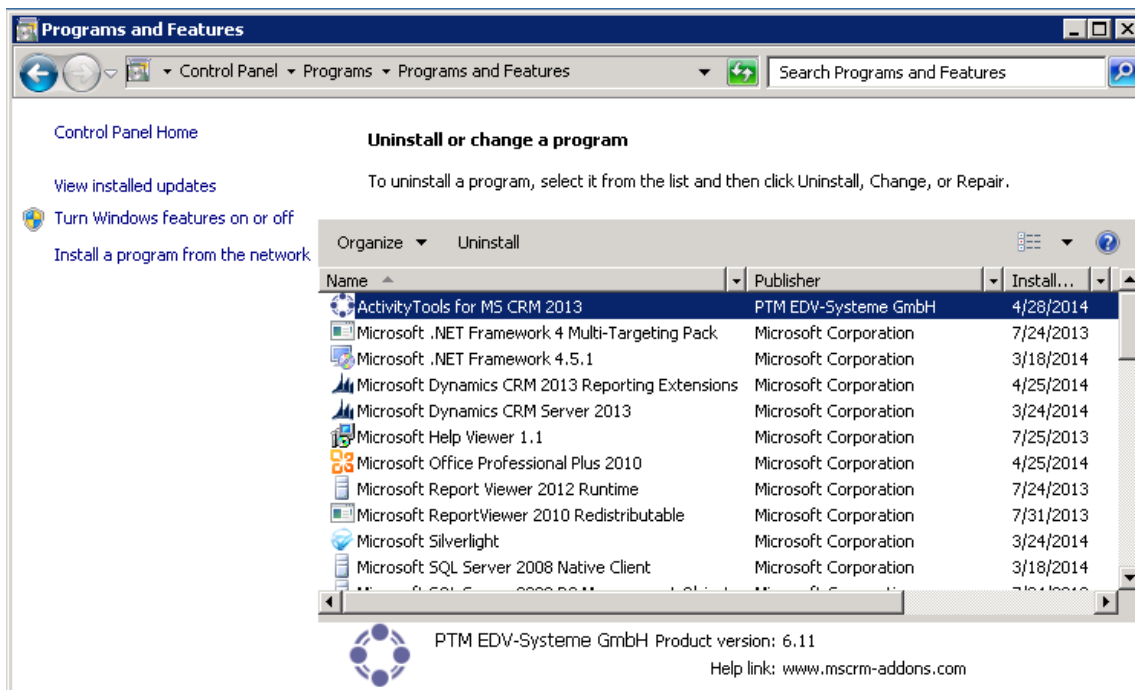 Programs and Features
Control Panel Programs Programs and Features
Search Programs and Features
Control Panel Home
View installed updates
Turn Windows features on or off
Install a program from the network
Uninstall or change a program
To uninstall a program, select it from the list and then click Uninstall, Change, or Repair.
Organize Uninstall
Name Publisher Install...
ActivityTools for MS CRM 2013 PTM EDV-Systeme GmbH 4/28/2014
Microsoft .NET Framework 4 Multi-Targeting Pack Microsoft Corporation 7/24/2013
Microsoft .NET Framework 4.5.1 Microsoft Corporation 3/18/2014
Microsoft Dynamics CRM 2013 Reporting Extensions Microsoft Corporation 4/25/2014
Microsoft Dynamics CRM Server 2013 Microsoft Corporation 3/24/2014
Microsoft Help Viewer 1.1 Microsoft Corporation 7/25/2013
Microsoft Office Professional Plus 2010 Microsoft Corporation 4/25/2014
Microsoft Report Viewer 2012 Runtime Microsoft Corporation 7/24/2013
Microsoft ReportViewer 2010 Redistributable Microsoft Corporation 7/31/2013
Microsoft Silverlight Microsoft Corporation 3/24/2014
Microsoft SQL Server 2008 Native Client Microsoft Corporation 3/18/2014
PTM EDV-Systeme GmbH Product version: 6.11
Help link: www.mscrm-addons.com